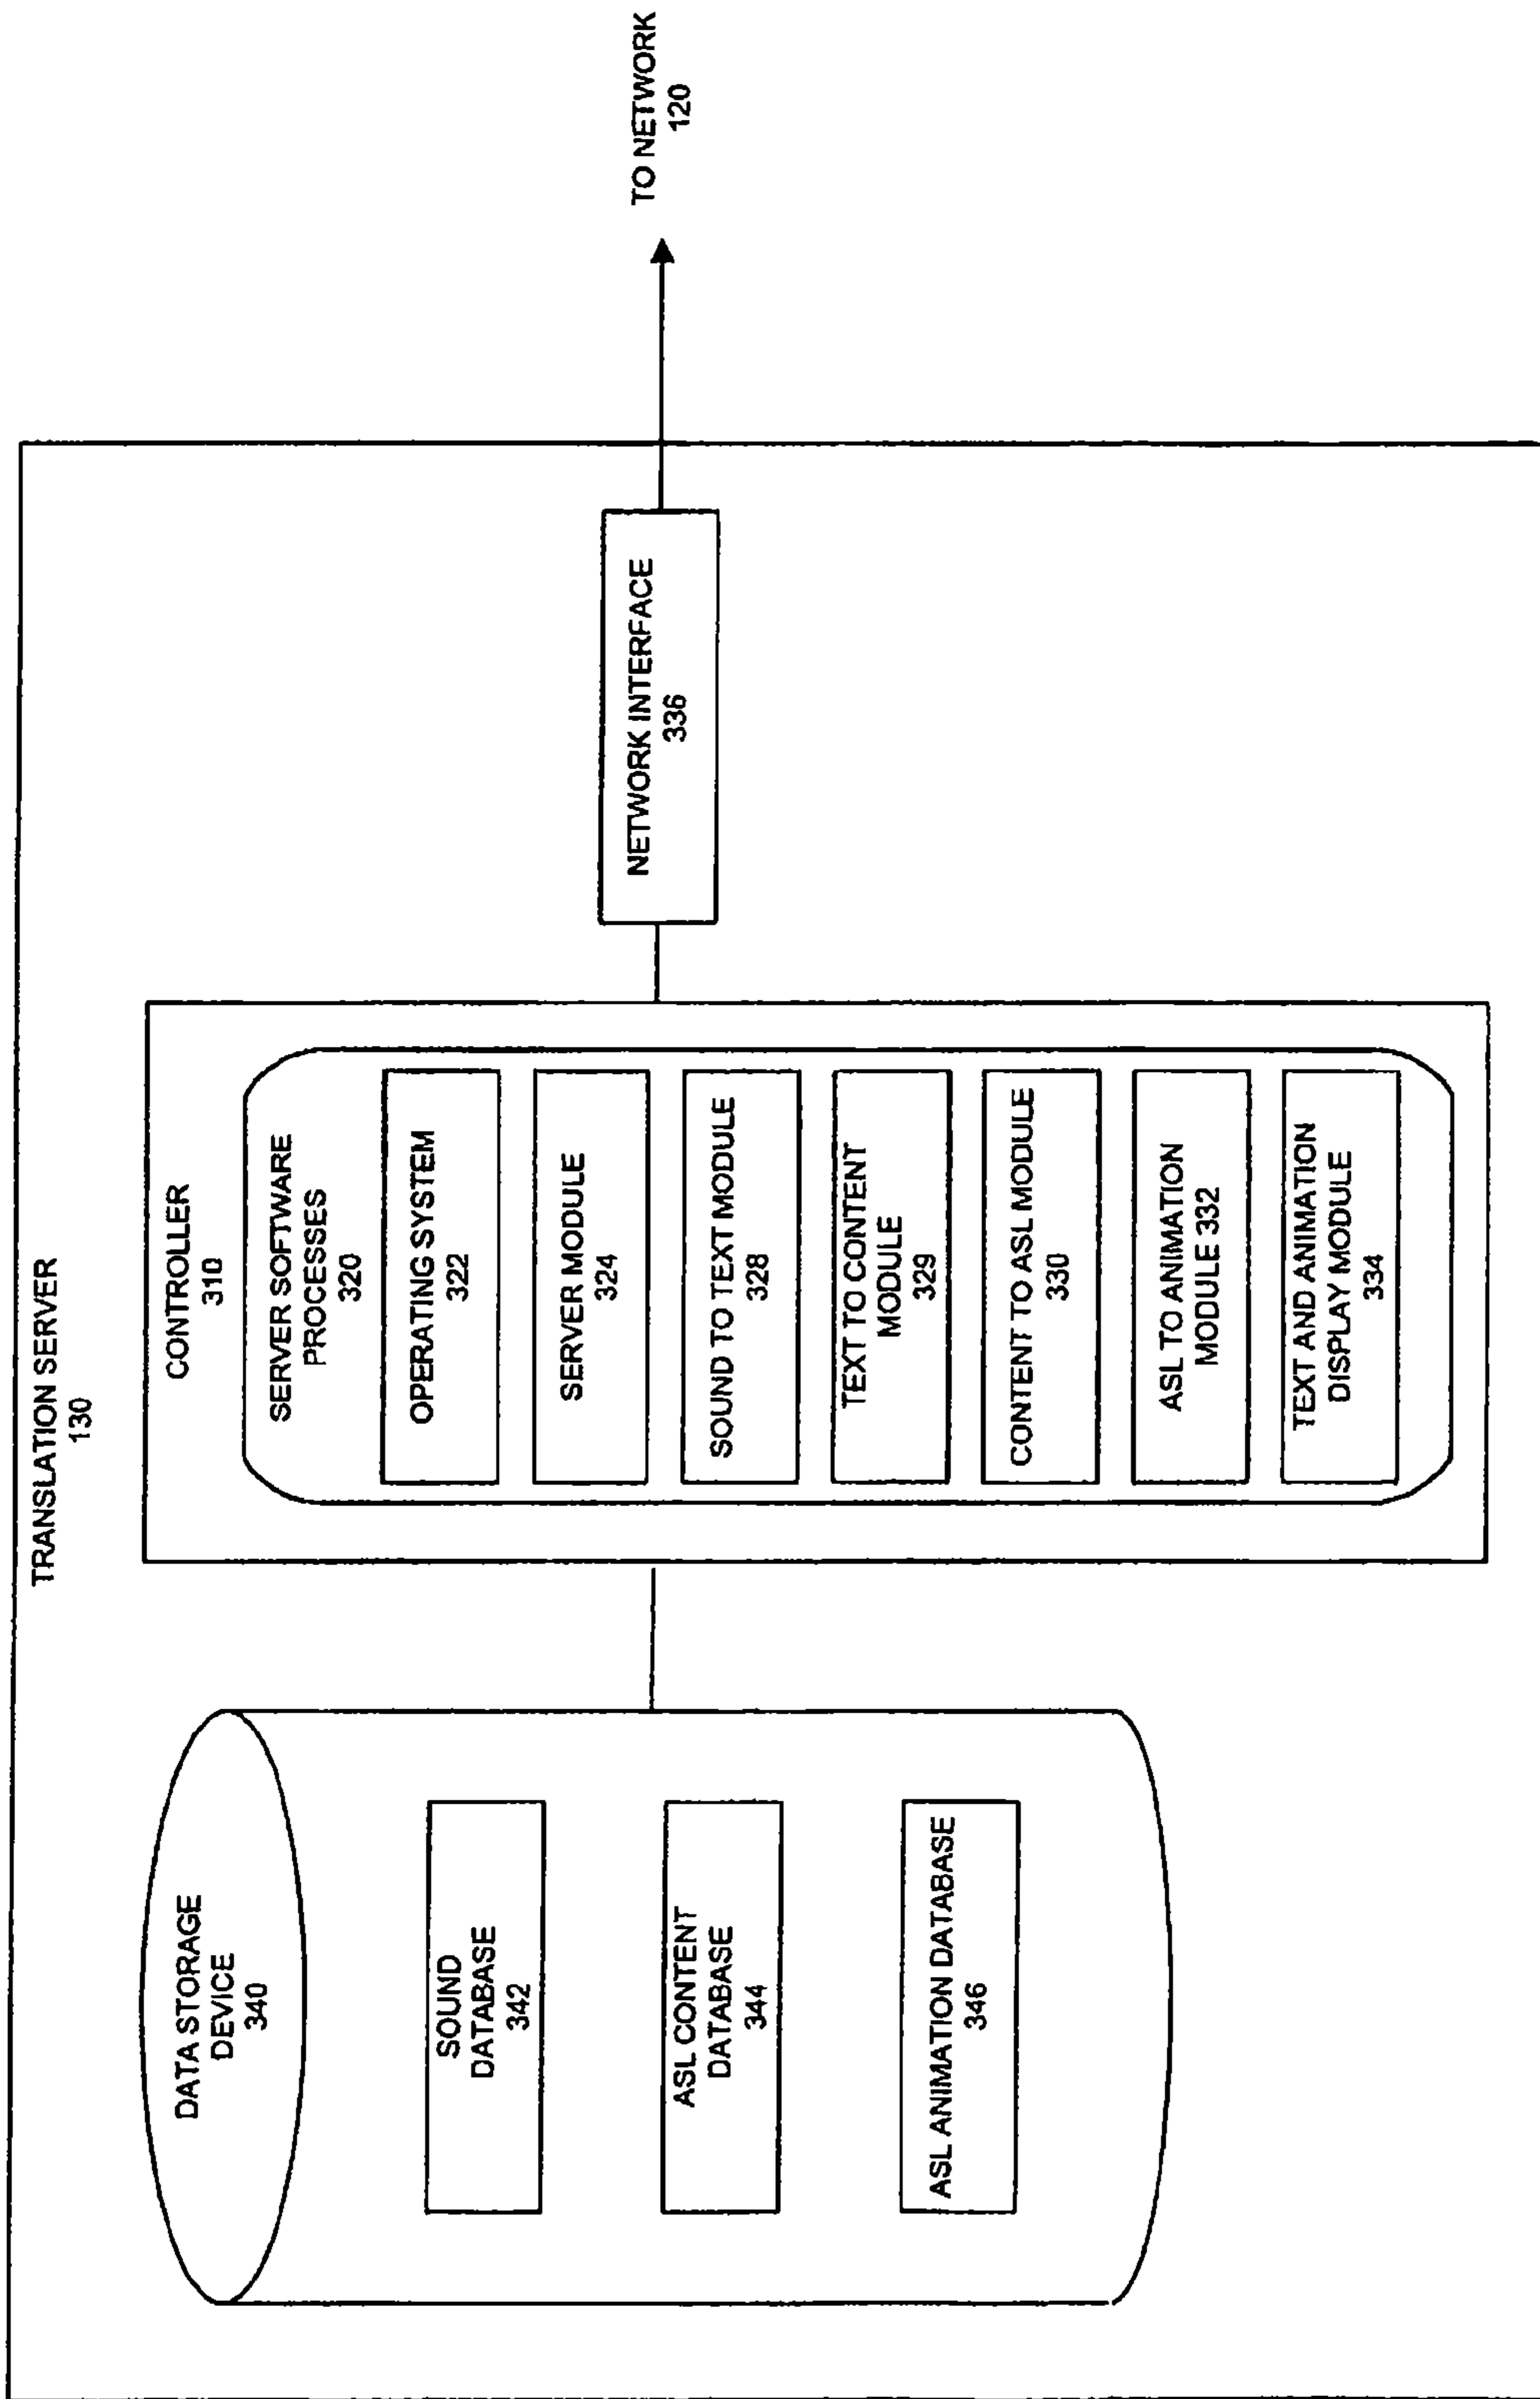 TRANSLATION SERVER
130
DATA STORAGE
DEVICE
340
SOUND
DATABASE
342
ASL CONTENT
DATABASE
344
ASL ANIMATION DATABASE
346
CONTROLLER
310
SERVER SOFTWARE
PROCESSES
320
OPERATING SYSTEM
322
SERVER MODULE
324
SOUND TO TEXT MODULE
328
TEXT TO CONTENT
MODULE
329
CONTENT TO ASL MODULE
330
ASL TO ANIMATION
MODULE 332
TEXT AND ANIMATION
DISPLAY MODULE
334
NETWORK INTERFACE
336
TO NETWORK
120